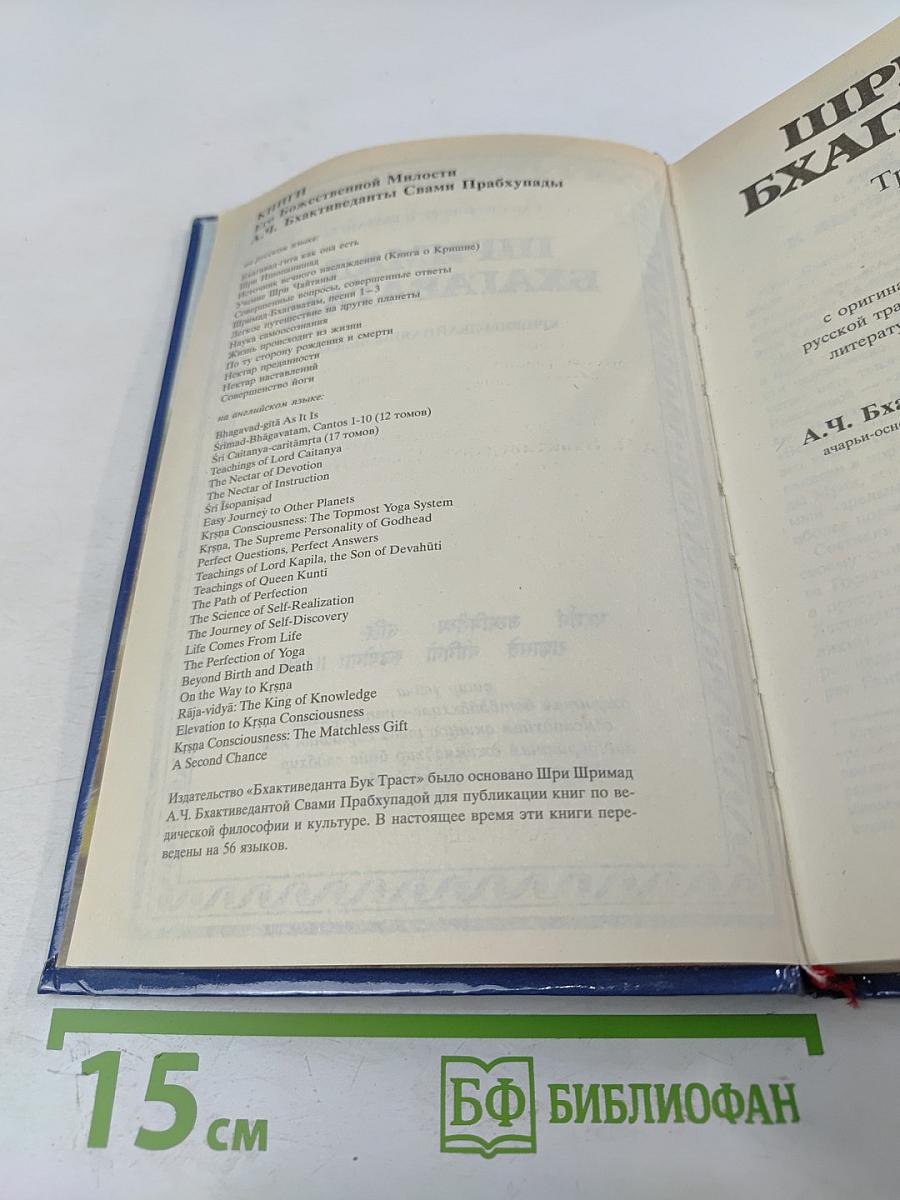 КНИГИ
Его Божественной Милости
А.Ч. Бхактиведанты Свами Прабхупады
на русском языке:
Бхагавад-гита как она есть
Шри Ишопанишад
Источник вечного наслаждения (Книга о Кришне)
Учение Шри Чайтаньи
Совершенные вопросы, совершенные ответы
Шримад-Бхагаватам, песни 1–3
Легкое путешествие на другие планеты
Наука самоосознания
Жизнь происходит из жизни
По ту сторону рождения и смерти
Нектар преданности
Нектар наставлений
Совершенство йоги
на английском языке:
Bhagavad-gītā As It Is
Śrīmad-Bhāgavatam, Cantos 1-10 (12 томов)
Śrī Caitanya-caritāmṛta (17 томов)
Teachings of Lord Caitanya
The Nectar of Devotion
The Nectar of Instruction
Śrī Īśopaniṣad
Easy Journey to Other Planets
Kṛṣṇa Consciousness: The Topmost Yoga System
Kṛṣṇa, The Supreme Personality of Godhead
Perfect Questions, Perfect Answers
Teachings of Lord Kapila, the Son of Devahūti
Teachings of Queen Kuntī
The Path of Perfection
The Science of Self-Realization
The Journey of Self-Discovery
Life Comes From Life
The Perfection of Yoga
Beyond Birth and Death
On the Way to Kṛṣṇa
Rāja-vidyā: The King of Knowledge
Elevation to Kṛṣṇa Consciousness
Kṛṣṇa Consciousness: The Matchless Gift
A Second Chance
Издательство «Бхактиведанта Бук Траст» было основано Шри Шримад
А.Ч. Бхактиведантой Свами Прабхупадой для публикации книг по ве-
дической философии и культуре. В настоящее время эти книги пере-
ведены на 56 языков.
ШР
БХАГ
с оригина
русской тра
литерату
А.Ч. Бха
ачарьи-осн
15 см
БФ БИБЛИОФАН